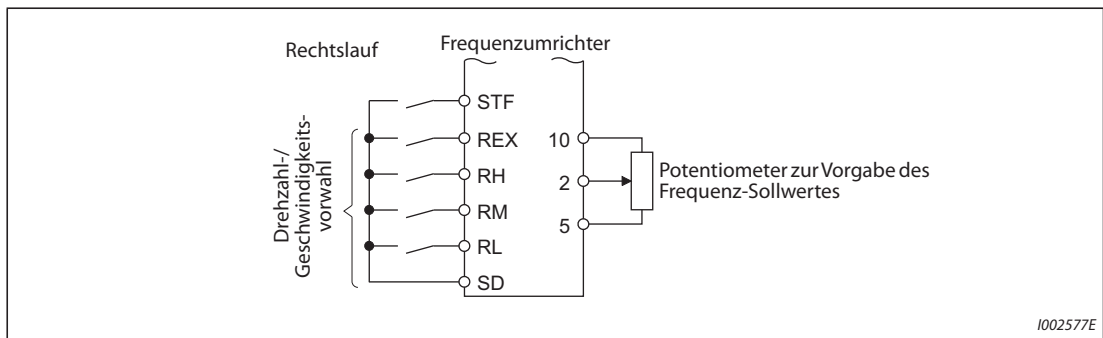 Rechtslauf
Frequenzumrichter
STF
REX
RH
RM
RL
SD
Drehzahl-/
Geschwindigkeits-
vorwahl
10
2
5
Potentiometer zur Vorgabe des
Frequenz-Sollwertes
I002577E